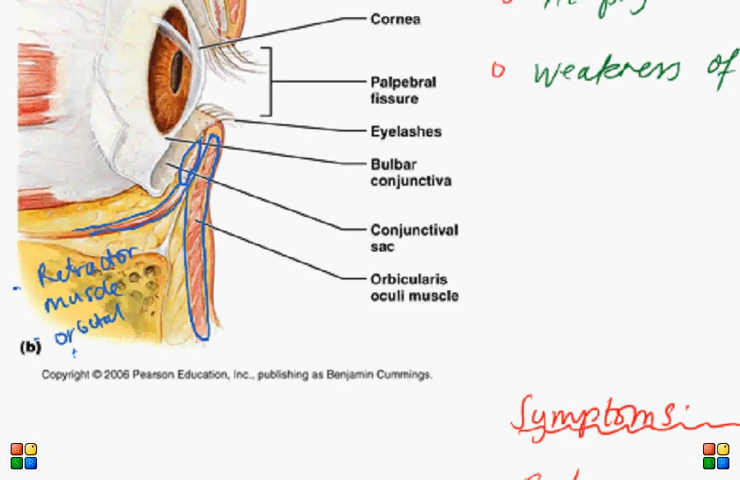 Cornea
Palpebral
fissure
Eyelashes
Bulbar
conjunctiva
Conjunctival
sac
Orbicularis
oculi muscle
Retractor
muscle
orbital
(b)
Copyright © 2006 Pearson Education, Inc., publishing as Benjamin Cummings.
Weakness of
Symptoms: